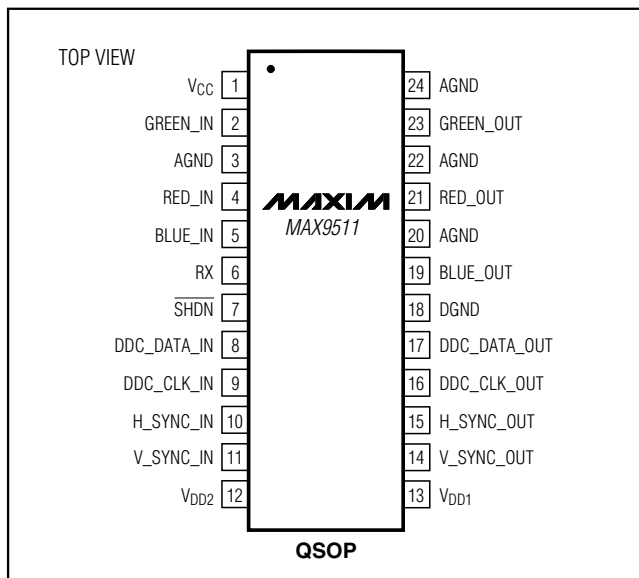 TOP VIEW
VCC 1 24 AGND
GREEN_IN 2 23 GREEN_OUT
AGND 3 22 AGND
RED_IN 4 MAXIM 21 RED_OUT
MAX9511
BLUE_IN 5 20 AGND
RX 6 19 BLUE_OUT
SHDN 7 18 DGND
DDC_DATA_IN 8 17 DDC_DATA_OUT
DDC_CLK_IN 9 16 DDC_CLK_OUT
H_SYNC_IN 10 15 H_SYNC_OUT
V_SYNC_IN 11 14 V_SYNC_OUT
VDD2 12 13 VDD1
QSOP